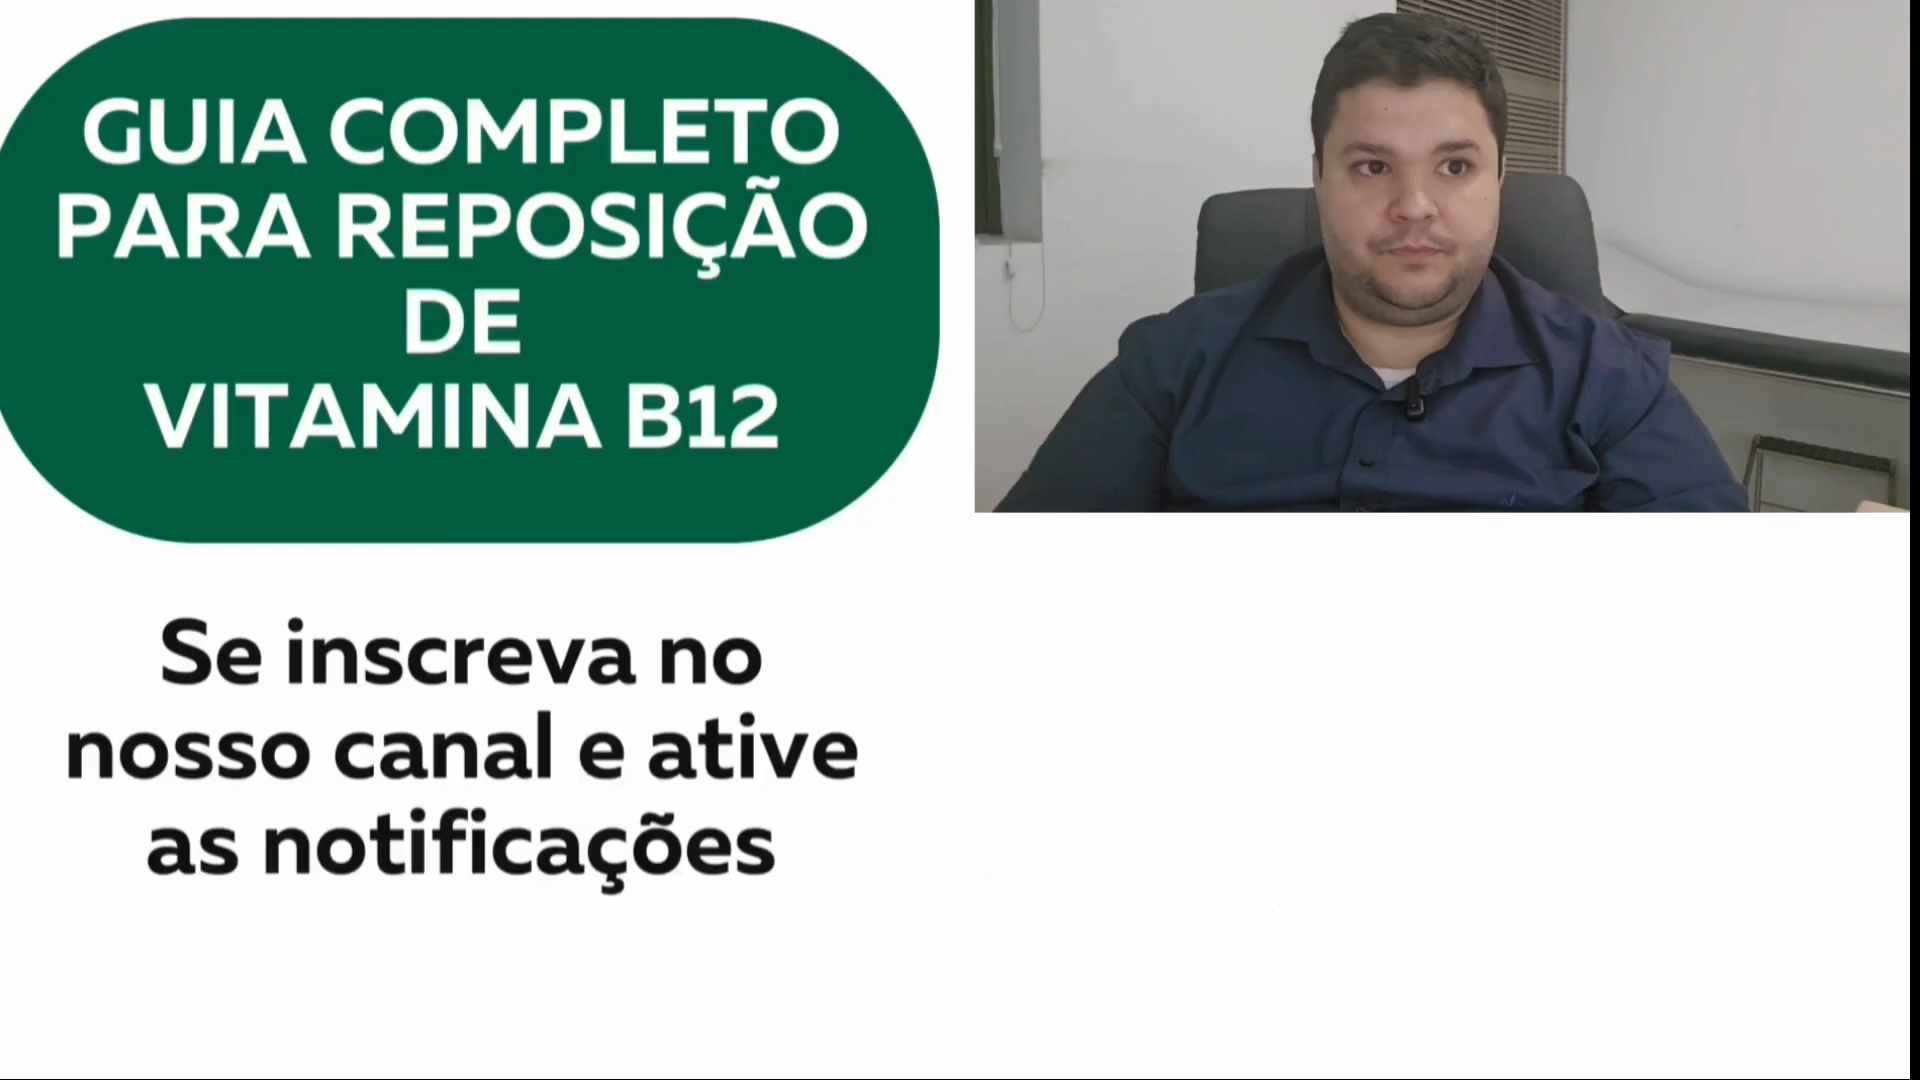 GUIA COMPLETO
PARA REPOSIÇÃO
DE
VITAMINA B12
Se inscreva no
nosso canal e ative
as notificações